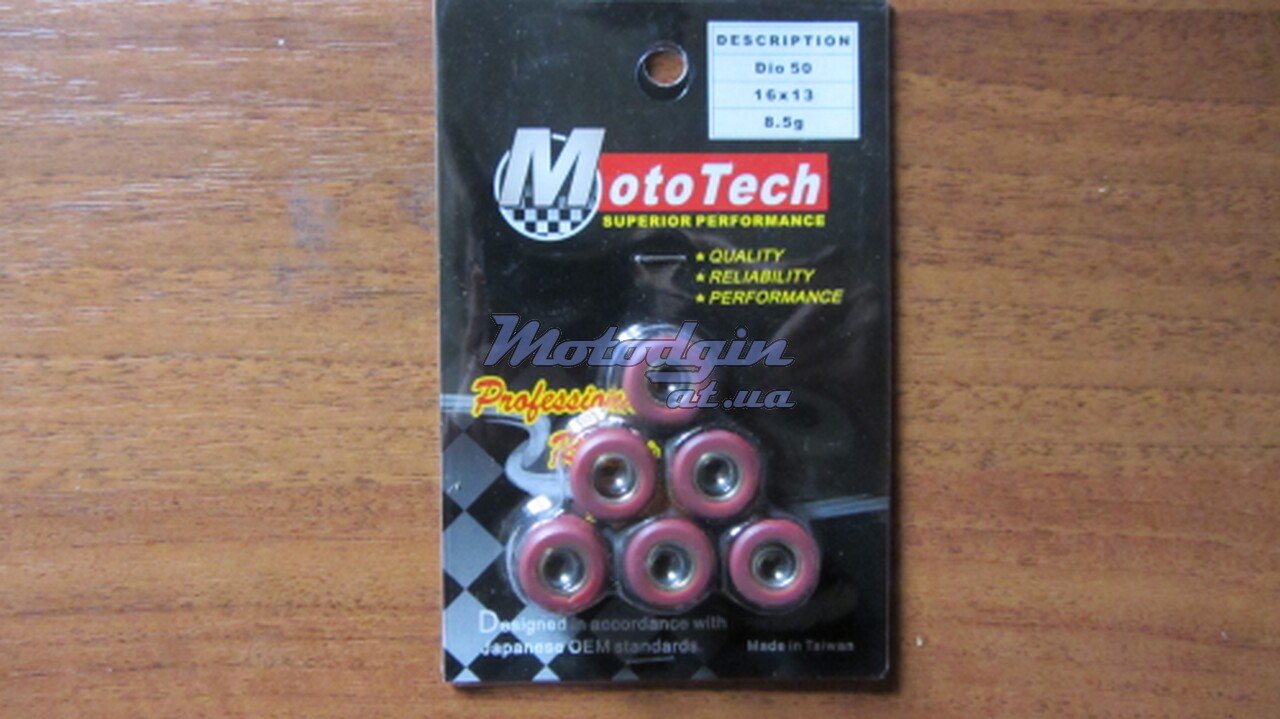 DESCRIPTION
Dio 50
16x13
8.5g
MotoTech
SUPERIOR PERFORMANCE
* QUALITY
* RELIABILITY
* PERFORMANCE
Motodgin
at.ua
Designed in accordance with
Japanese OEM standards.
Made in Taiwan